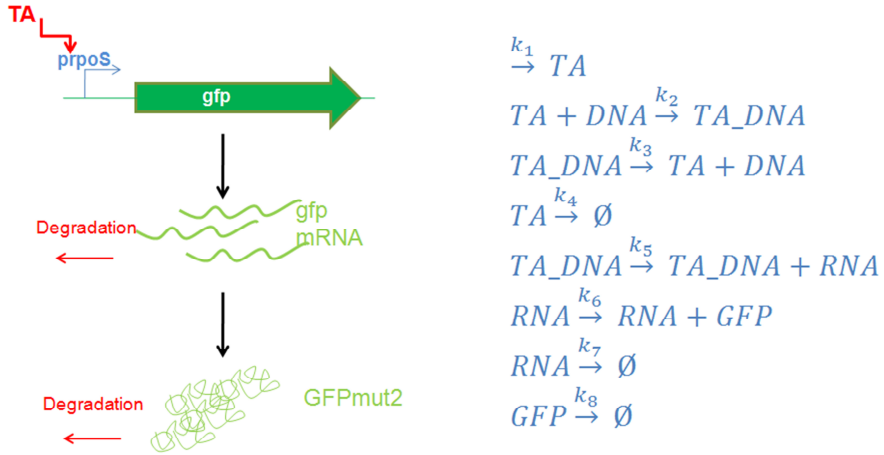 TA
prpoS
gfp
gfp
mRNA
Degradation
GFPmut2
Degradation
k₁
→ TA
TA + DNA k₂→ TA_DNA
TA_DNA k₃→ TA + DNA
TA k₄→ Ø
TA_DNA k₅→ TA_DNA + RNA
RNA k₆→ RNA + GFP
RNA k₇→ Ø
GFP k₈→ Ø